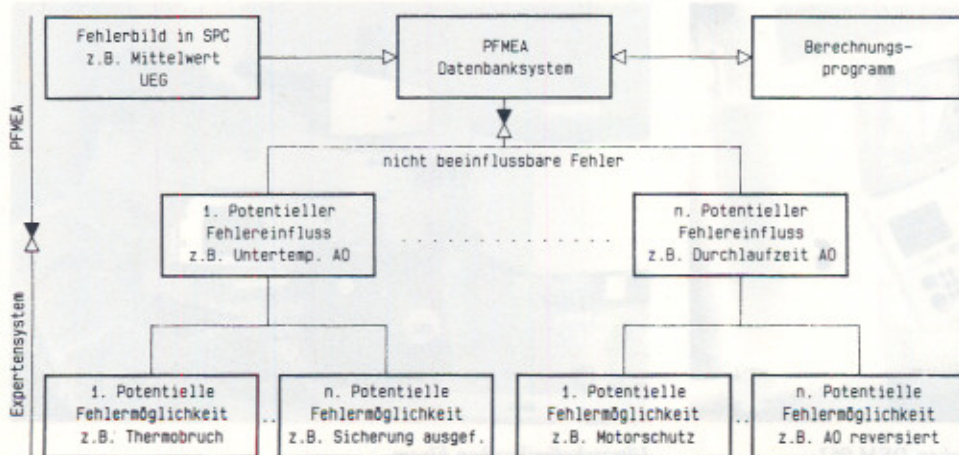 Fehlerbild in SPC
z.B. Mittelwert
UEG
PFMEA
Datenbanksystem
Berechnungs-
programm
PFMEA
nicht beeinflussbare Fehler
1. Potentieller
Fehlereinfluss
z.B. Untertemp. AO
n. Potentieller
Fehlereinfluss
z.B. Durchlaufzeit AO
Expertensystem
1. Potentielle
Fehlermöglichkeit
z.B. Thermobruch
n. Potentielle
Fehlermöglichkeit
z.B. Sicherung ausgef.
1. Potentielle
Fehlermöglichkeit
z.B. Motorschutz
n. Potentielle
Fehlermöglichkeit
z.B. AO reversiert